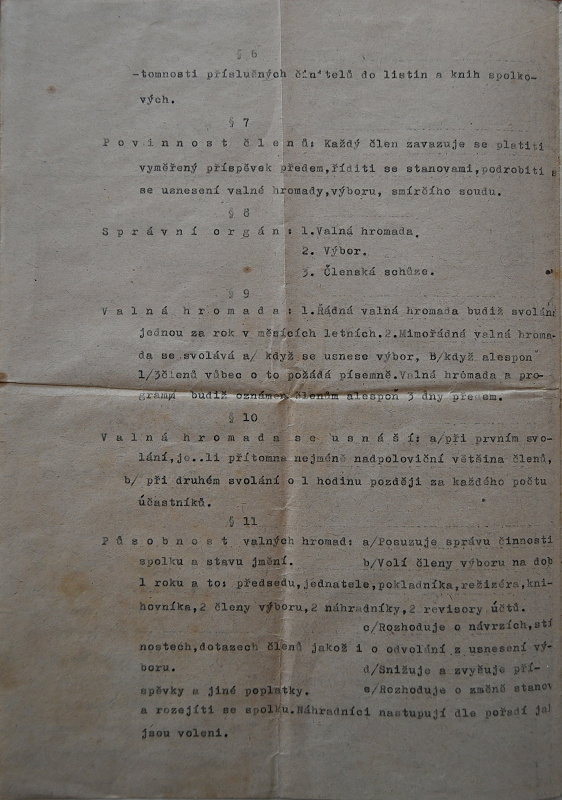 § 6
-tomnosti příslušných činitelů do listin a knih spolko-
vých.
§ 7
Povinnost členů: Každý člen zavazuje se platiti
vyměřený příspěvek předem,říditi se stanovami,podrobiti s
se usnesení valné hromady,výboru, smírčího soudu.
§ 8
Správní orgán: 1.Valná hromada.
2. Výbor.
3. Členská schůze.
§ 9
Valná hromada: 1.Řádná valná hromada budiž svolán
jednou za rok v měsících letních.2.Mimořádná valná hroma-
da se svolává a/ když se usnese výbor, B/když alespoň
1/3členů vůbec o to požádá písemně.Valná hromada a pro-
gram budiž oznámen členům alespoň 3 dny předem.
§ 10
Valná hromada se usnáší: a/při prvním svo-
lání,je..li přítomna nejméně nadpoloviční většina členů,
b/ při druhém svolání o 1 hodinu později za každého počtu
účastníků.
§ 11
Působnost valných hromad: a/Posuzuje správu činnosti
spolku a stavu jmění. b/Volí členy výboru na dob
1 roku a to: předsedu,jednatele,pokladníka,režizéra,kni-
hovníka,2 členy výboru,2 náhradníky,2 revisory účtů.
c/Rozhoduje o návrzích,stí
nostech,dotazech členů jakož i o odvolání z usnesení vý-
boru. d/Snižuje a zvyšuje pří-
spěvky a jiné poplatky. e/Rozhoduje o změně stanov
a rozejíti se spolku.Náhradníci nastupují dle pořadí jak
jsou voleni.